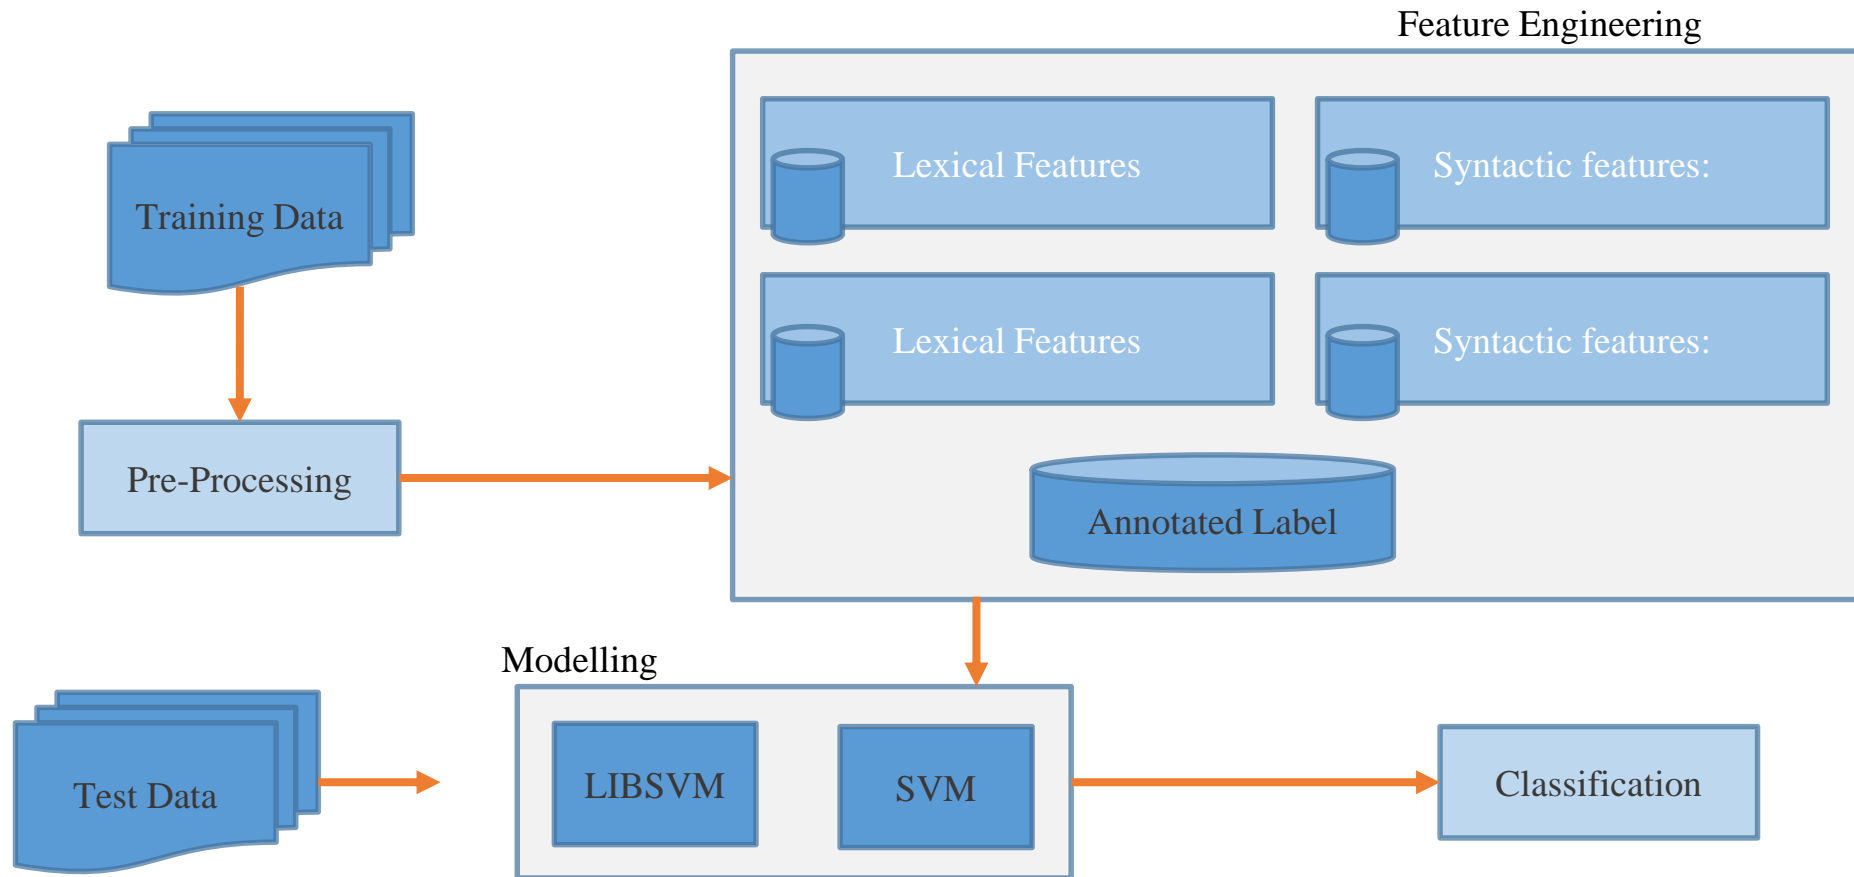 Feature Engineering
Training Data
Lexical Features
Syntactic features:
Lexical Features
Syntactic features:
Pre-Processing
Annotated Label
Modelling
Test Data
LIBSVM
SVM
Classification